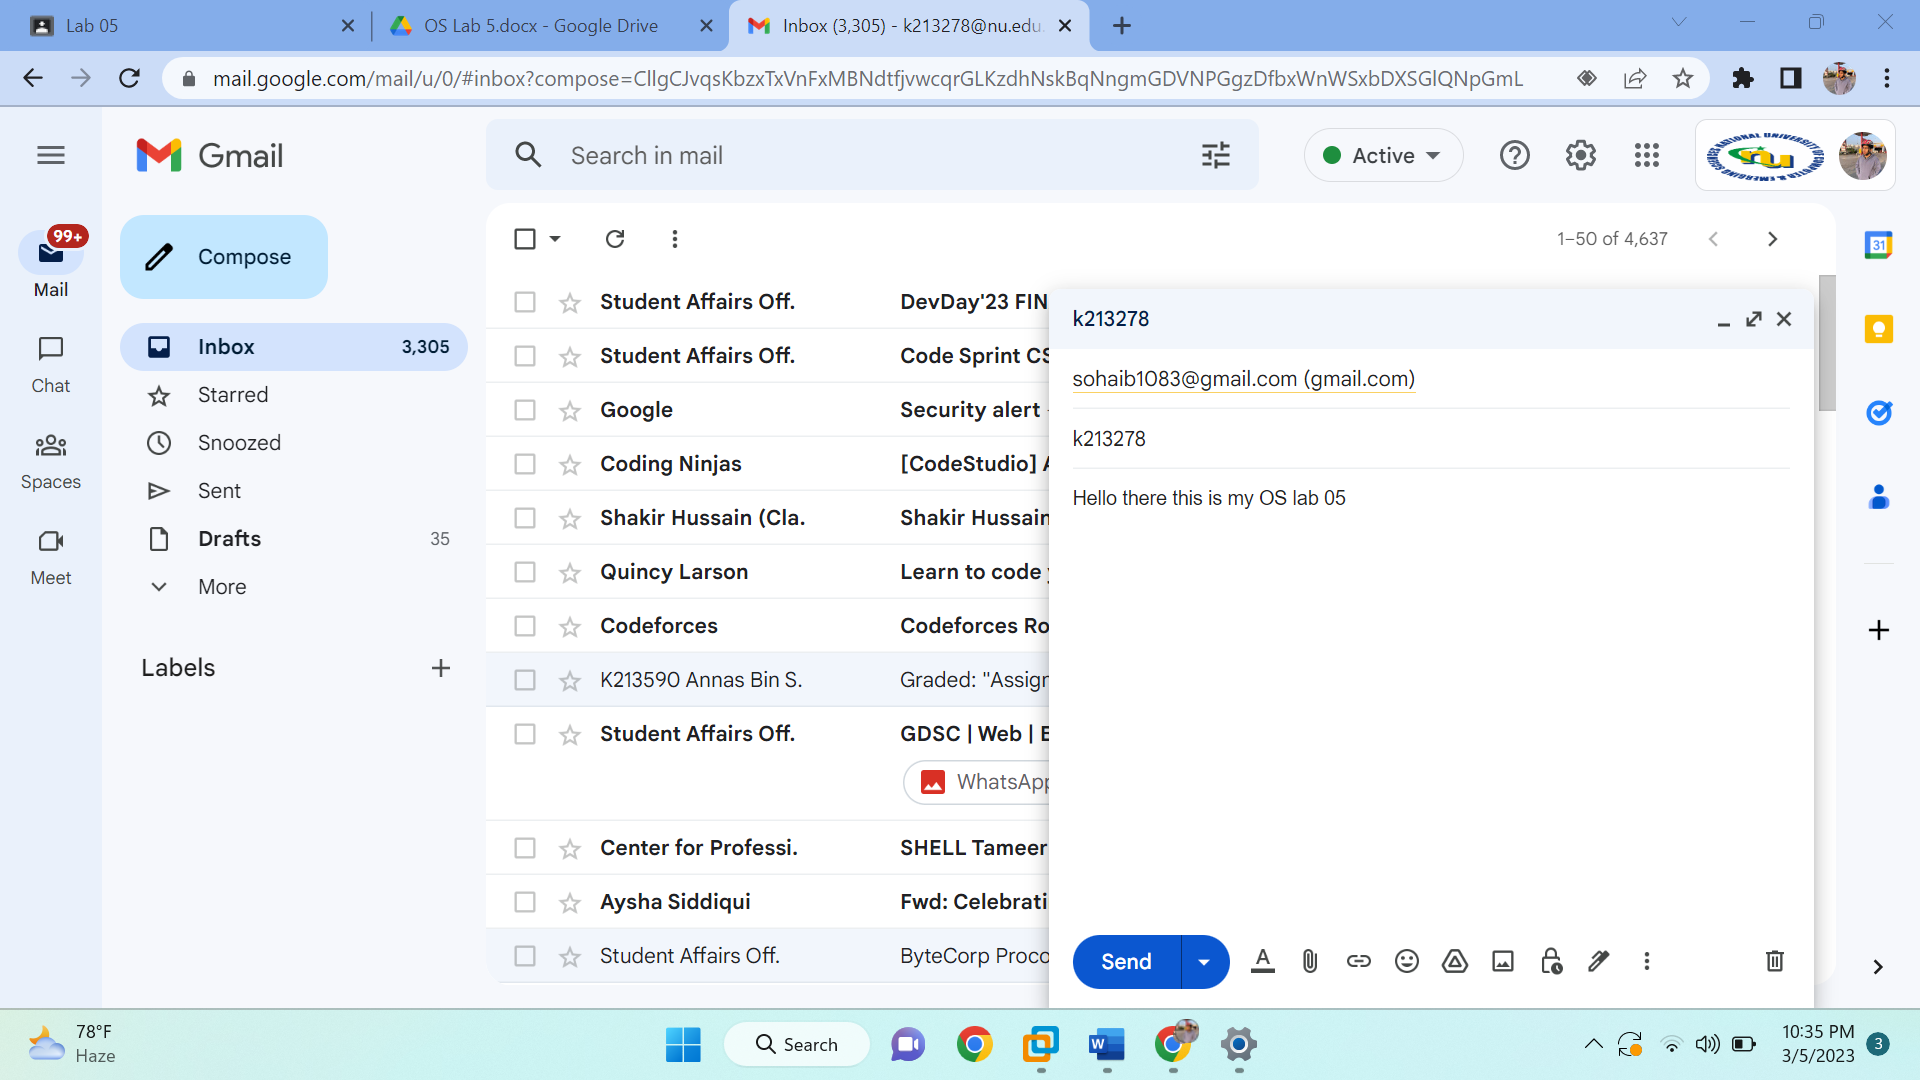 Lab 05
OS Lab 5.docx - Google Drive
Inbox (3,305) - k213278@nu.edu.
mail.google.com/mail/u/0/#inbox?compose=CllgCJvqsKbzxTxVnFxMBNdtfjvwcqrGLKzdhNskBqNngmGDVNPGgzDfbxWnWSxbDXSGlQNpGmL
Gmail
Search in mail
Active
99+
Mail
Chat
Spaces
Meet
Compose
Inbox 3,305
Starred
Snoozed
Sent
Drafts 35
More
Labels
1–50 of 4,637
Student Affairs Off. DevDay'23 FIN
Student Affairs Off. Code Sprint CS
Google Security alert
Coding Ninjas [CodeStudio] A
Shakir Hussain (Cla. Shakir Hussain
Quincy Larson Learn to code
Codeforces Codeforces Ro
K213590 Annas Bin S. Graded: "Assign
Student Affairs Off. GDSC | Web | E
WhatsApp
Center for Professi. SHELL Tameer
Aysha Siddiqui Fwd: Celebrati
Student Affairs Off. ByteCorp Proco
k213278
sohaib1083@gmail.com (gmail.com)
k213278
Hello there this is my OS lab 05
Send
31
78°F
Haze
Search
10:35 PM
3/5/2023
3